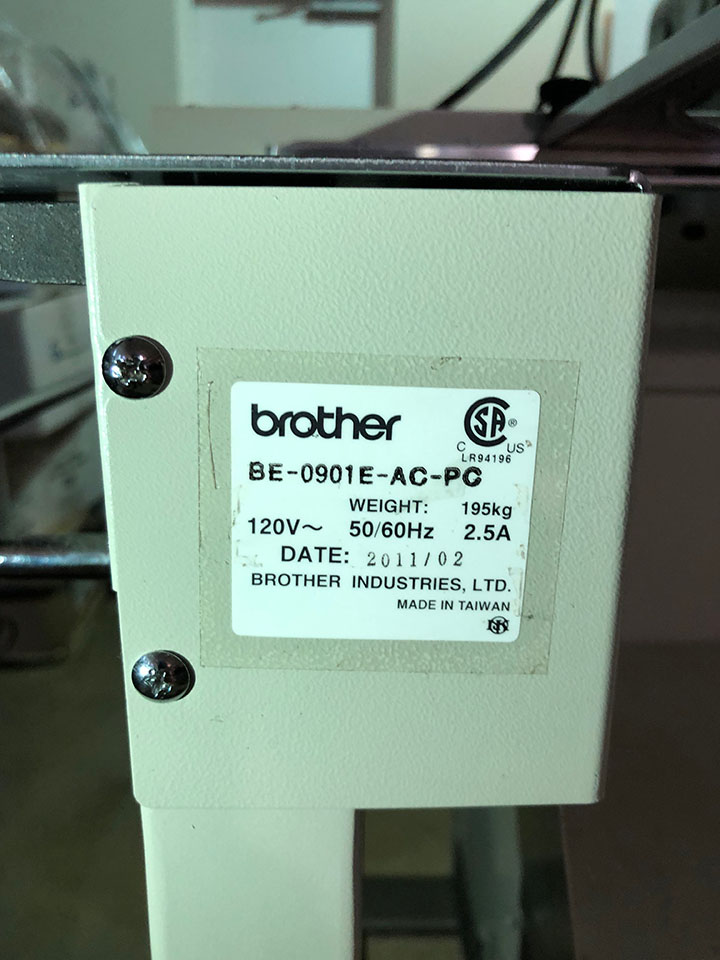 brother
SA ®
C US
LR94196
BE-0901E-AC-PC
WEIGHT: 195kg
120V～ 50/60Hz 2.5A
DATE: 2011/02
BROTHER INDUSTRIES, LTD.
MADE IN TAIWAN